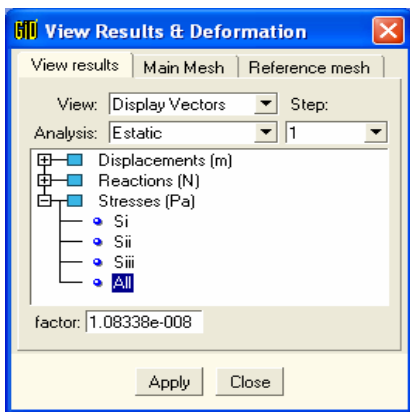 GiD View Results & Deformation
View results Main Mesh Reference mesh
View: Display Vectors Step:
Analysis: Estatic 1
Displacements (m)
Reactions (N)
Stresses (Pa)
Si
Sii
Siii
All
factor: 1.08338e-008
Apply Close